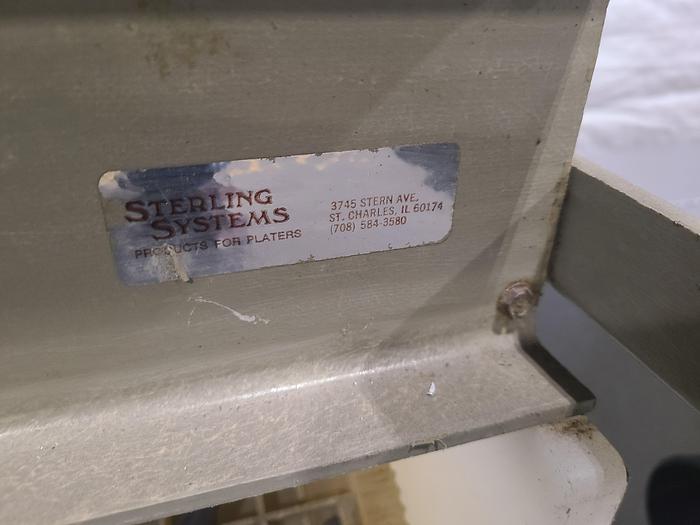 STERLING
SYSTEMS
PRODUCTS FOR PLATERS
3745 STERN AVE.
ST. CHARLES, IL 60174
(708) 584-3580